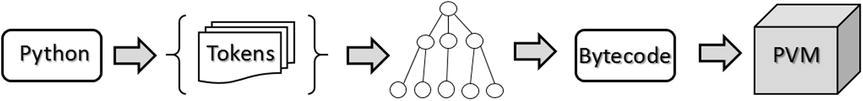 Python
Tokens
Bytecode
PVM